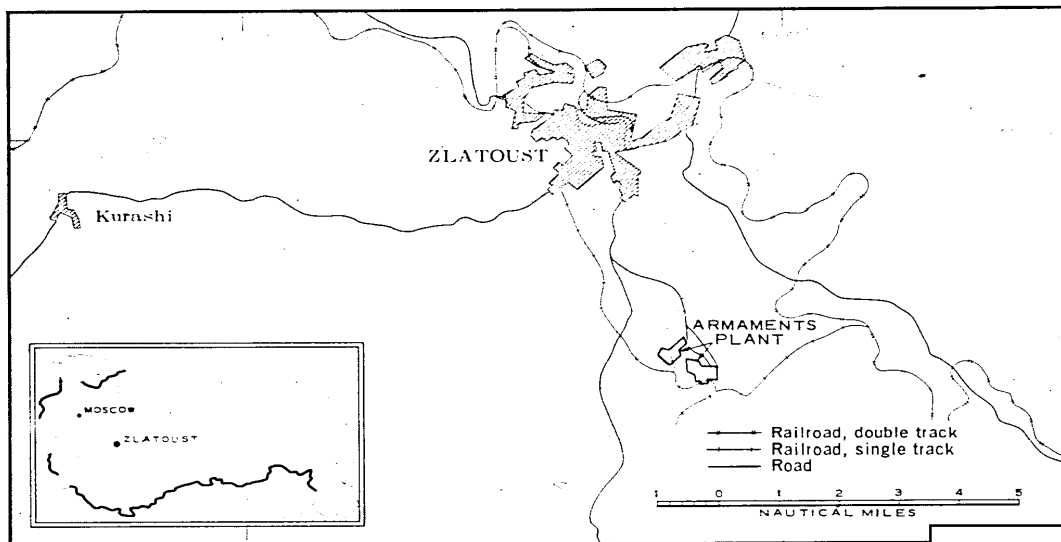 ZLATOUST
Kurashi
ARMAMENTS
PLANT
MOSCOW
ZLATOUST
Railroad, double track
Railroad, single track
Road
1 0 1 2 3 4 5
NAUTICAL MILES